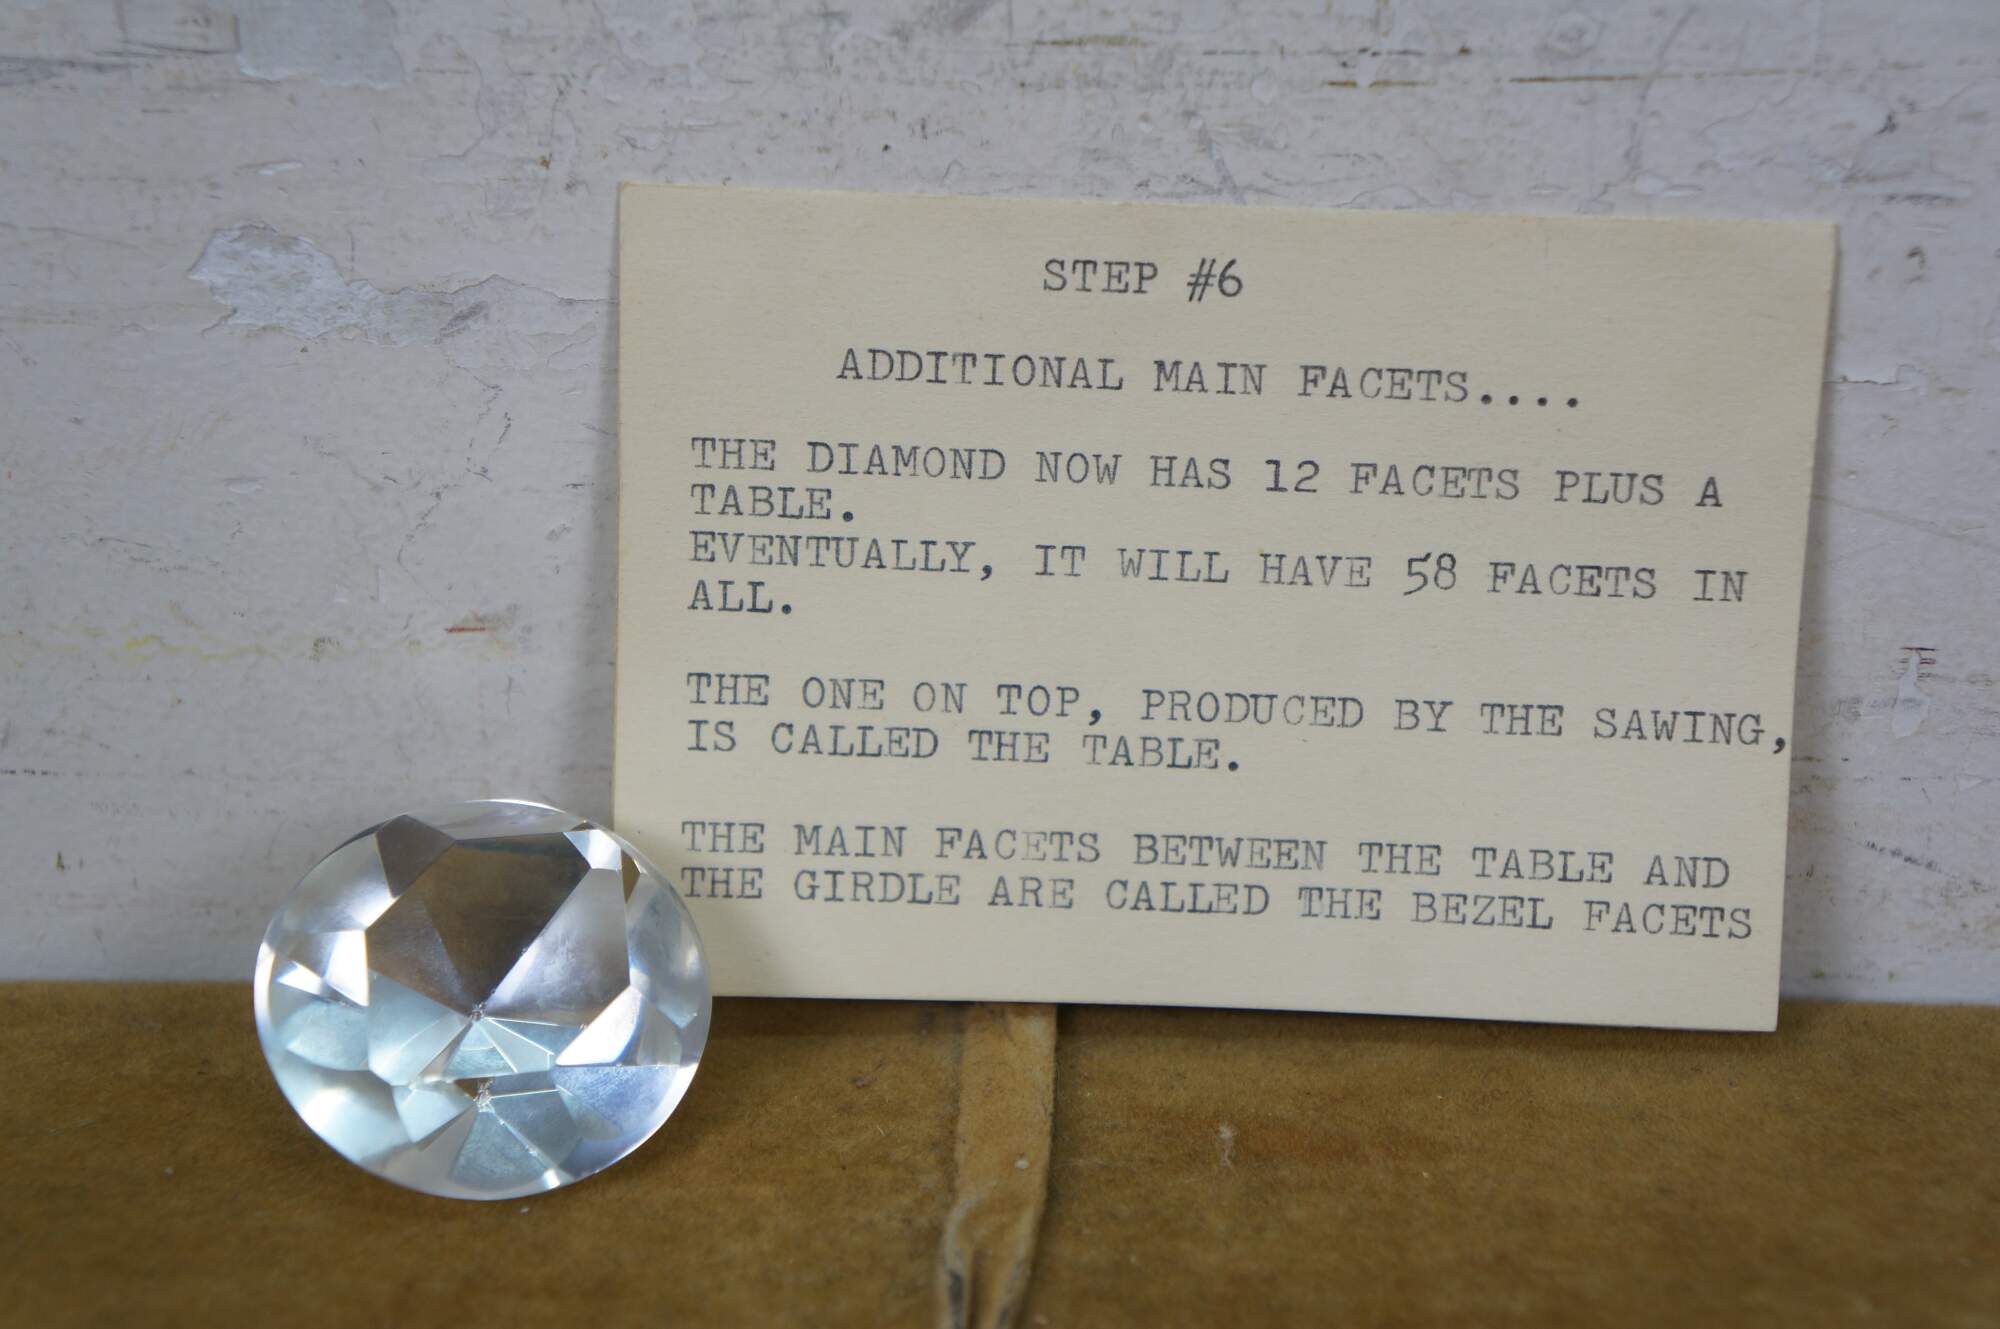 STEP #6
ADDITIONAL MAIN FACETS....
THE DIAMOND NOW HAS 12 FACETS PLUS A
TABLE.
EVENTUALLY, IT WILL HAVE 58 FACETS IN
ALL.
THE ONE ON TOP, PRODUCED BY THE SAWING,
IS CALLED THE TABLE.
THE MAIN FACETS BETWEEN THE TABLE AND
THE GIRDLE ARE CALLED THE BEZEL FACETS